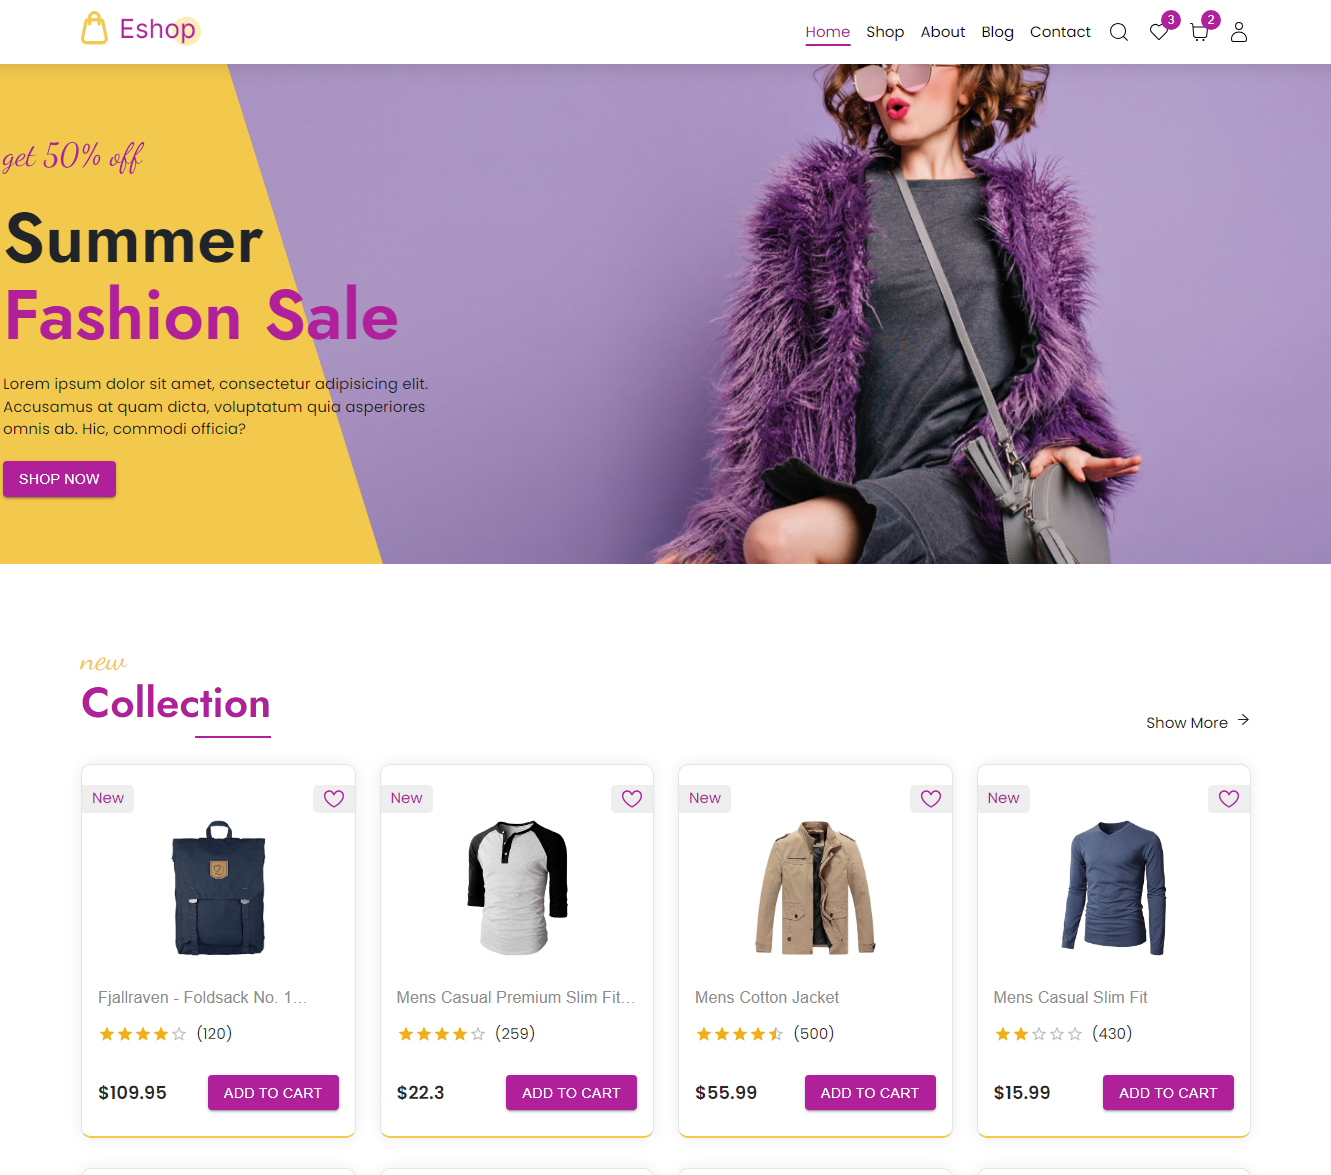 Eshop
Home Shop About Blog Contact 3 2
get 50% off
Summer
Fashion Sale
Lorem ipsum dolor sit amet, consectetur adipisicing elit.
Accusamus at quam dicta, voluptatum quia asperiores
omnis ab. Hic, commodi officia?
SHOP NOW
new
Collection
Show More
New
Fjallraven - Foldsack No. 1...
(120)
$109.95 ADD TO CART
New
Mens Casual Premium Slim Fit...
(259)
$22.3 ADD TO CART
New
Mens Cotton Jacket
(500)
$55.99 ADD TO CART
New
Mens Casual Slim Fit
(430)
$15.99 ADD TO CART